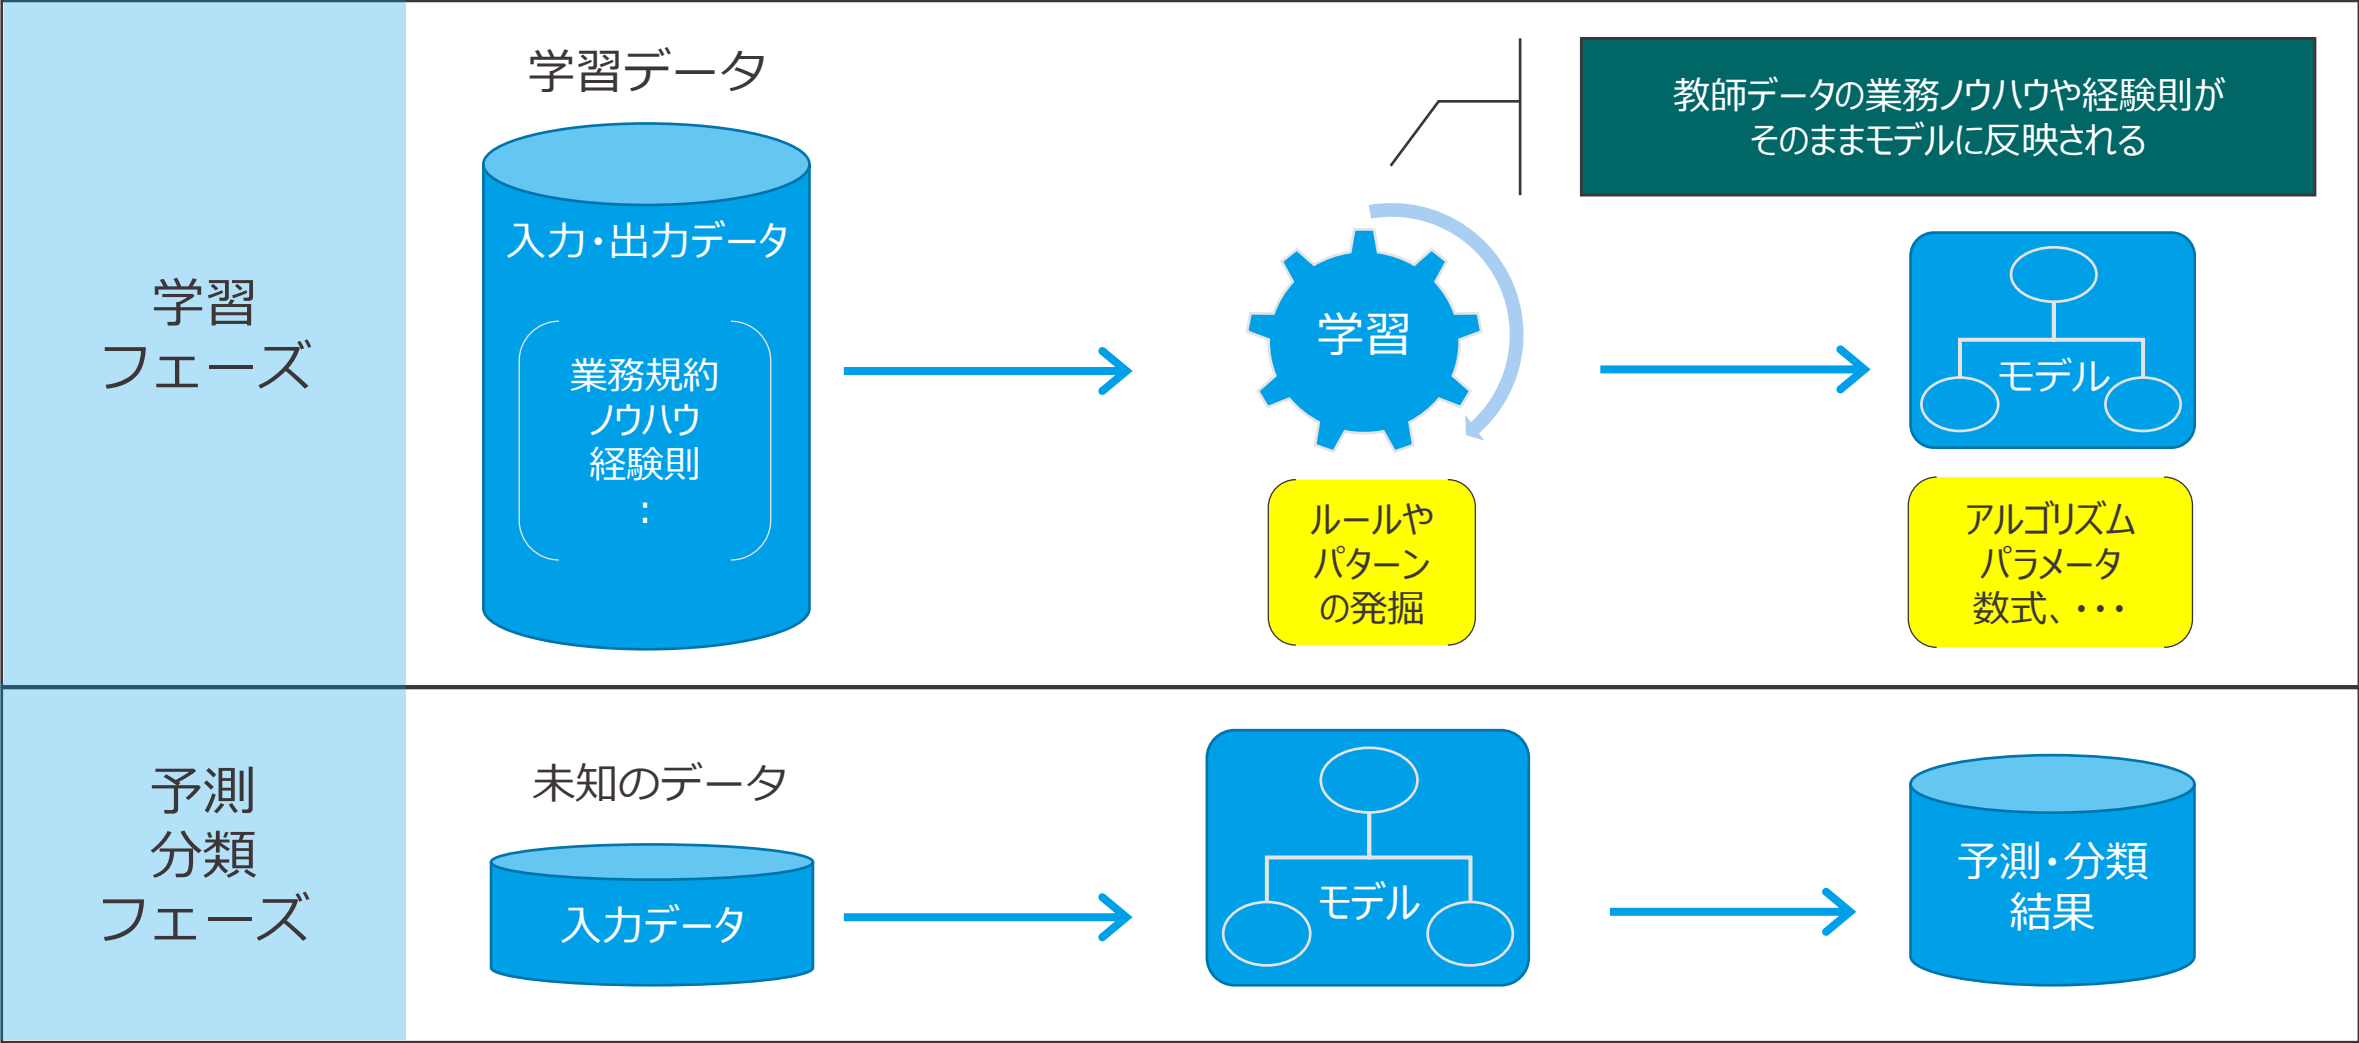 学習
フェーズ
学習データ
入力・出力データ
業務規約
ノウハウ
経験則
:
学習
ルールや
パターン
の発掘
教師データの業務ノウハウや経験則が
そのままモデルに反映される
モデル
アルゴリズム
パラメータ
数式、・・・
予測
分類
フェーズ
未知のデータ
入力データ
モデル
予測・分類
結果